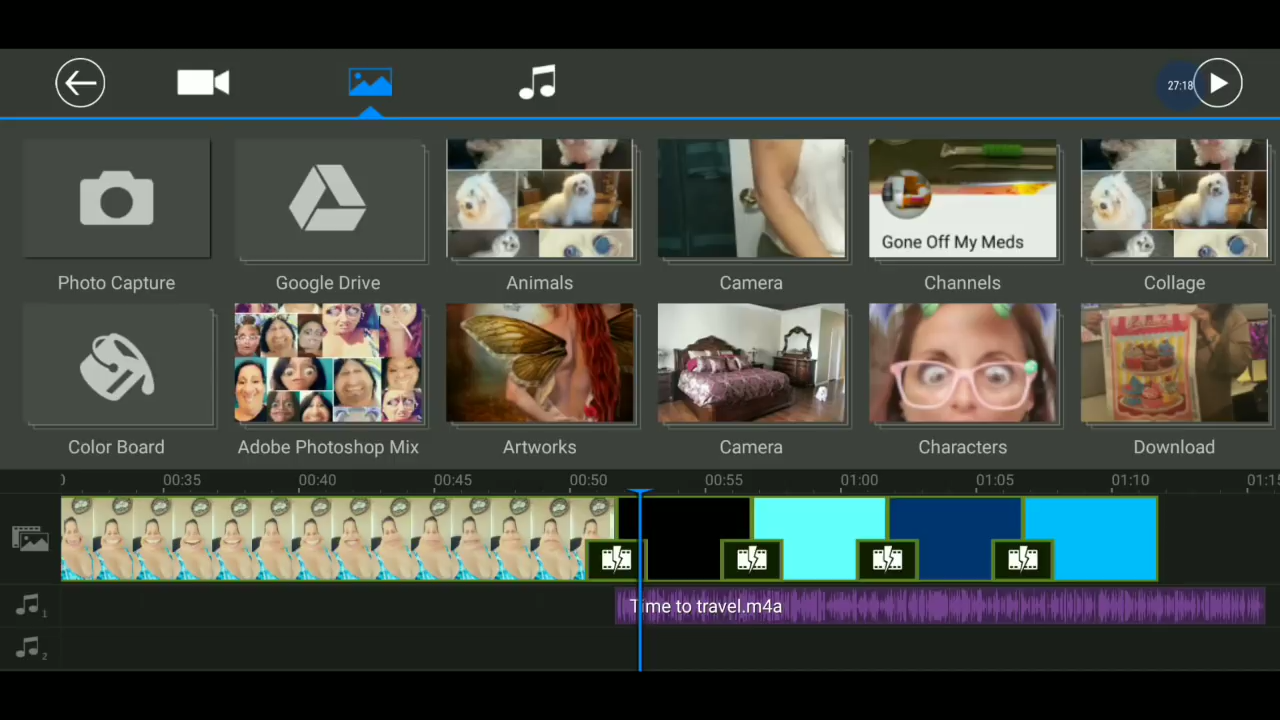 27:18
Gone Off My Meds
Photo Capture
Google Drive
Animals
Camera
Channels
Collage
Color Board
Adobe Photoshop Mix
Artworks
Camera
Characters
Download
00:35
00:40
00:45
00:50
00:55
01:00
01:05
01:10
Time to travel.m4a
1
2